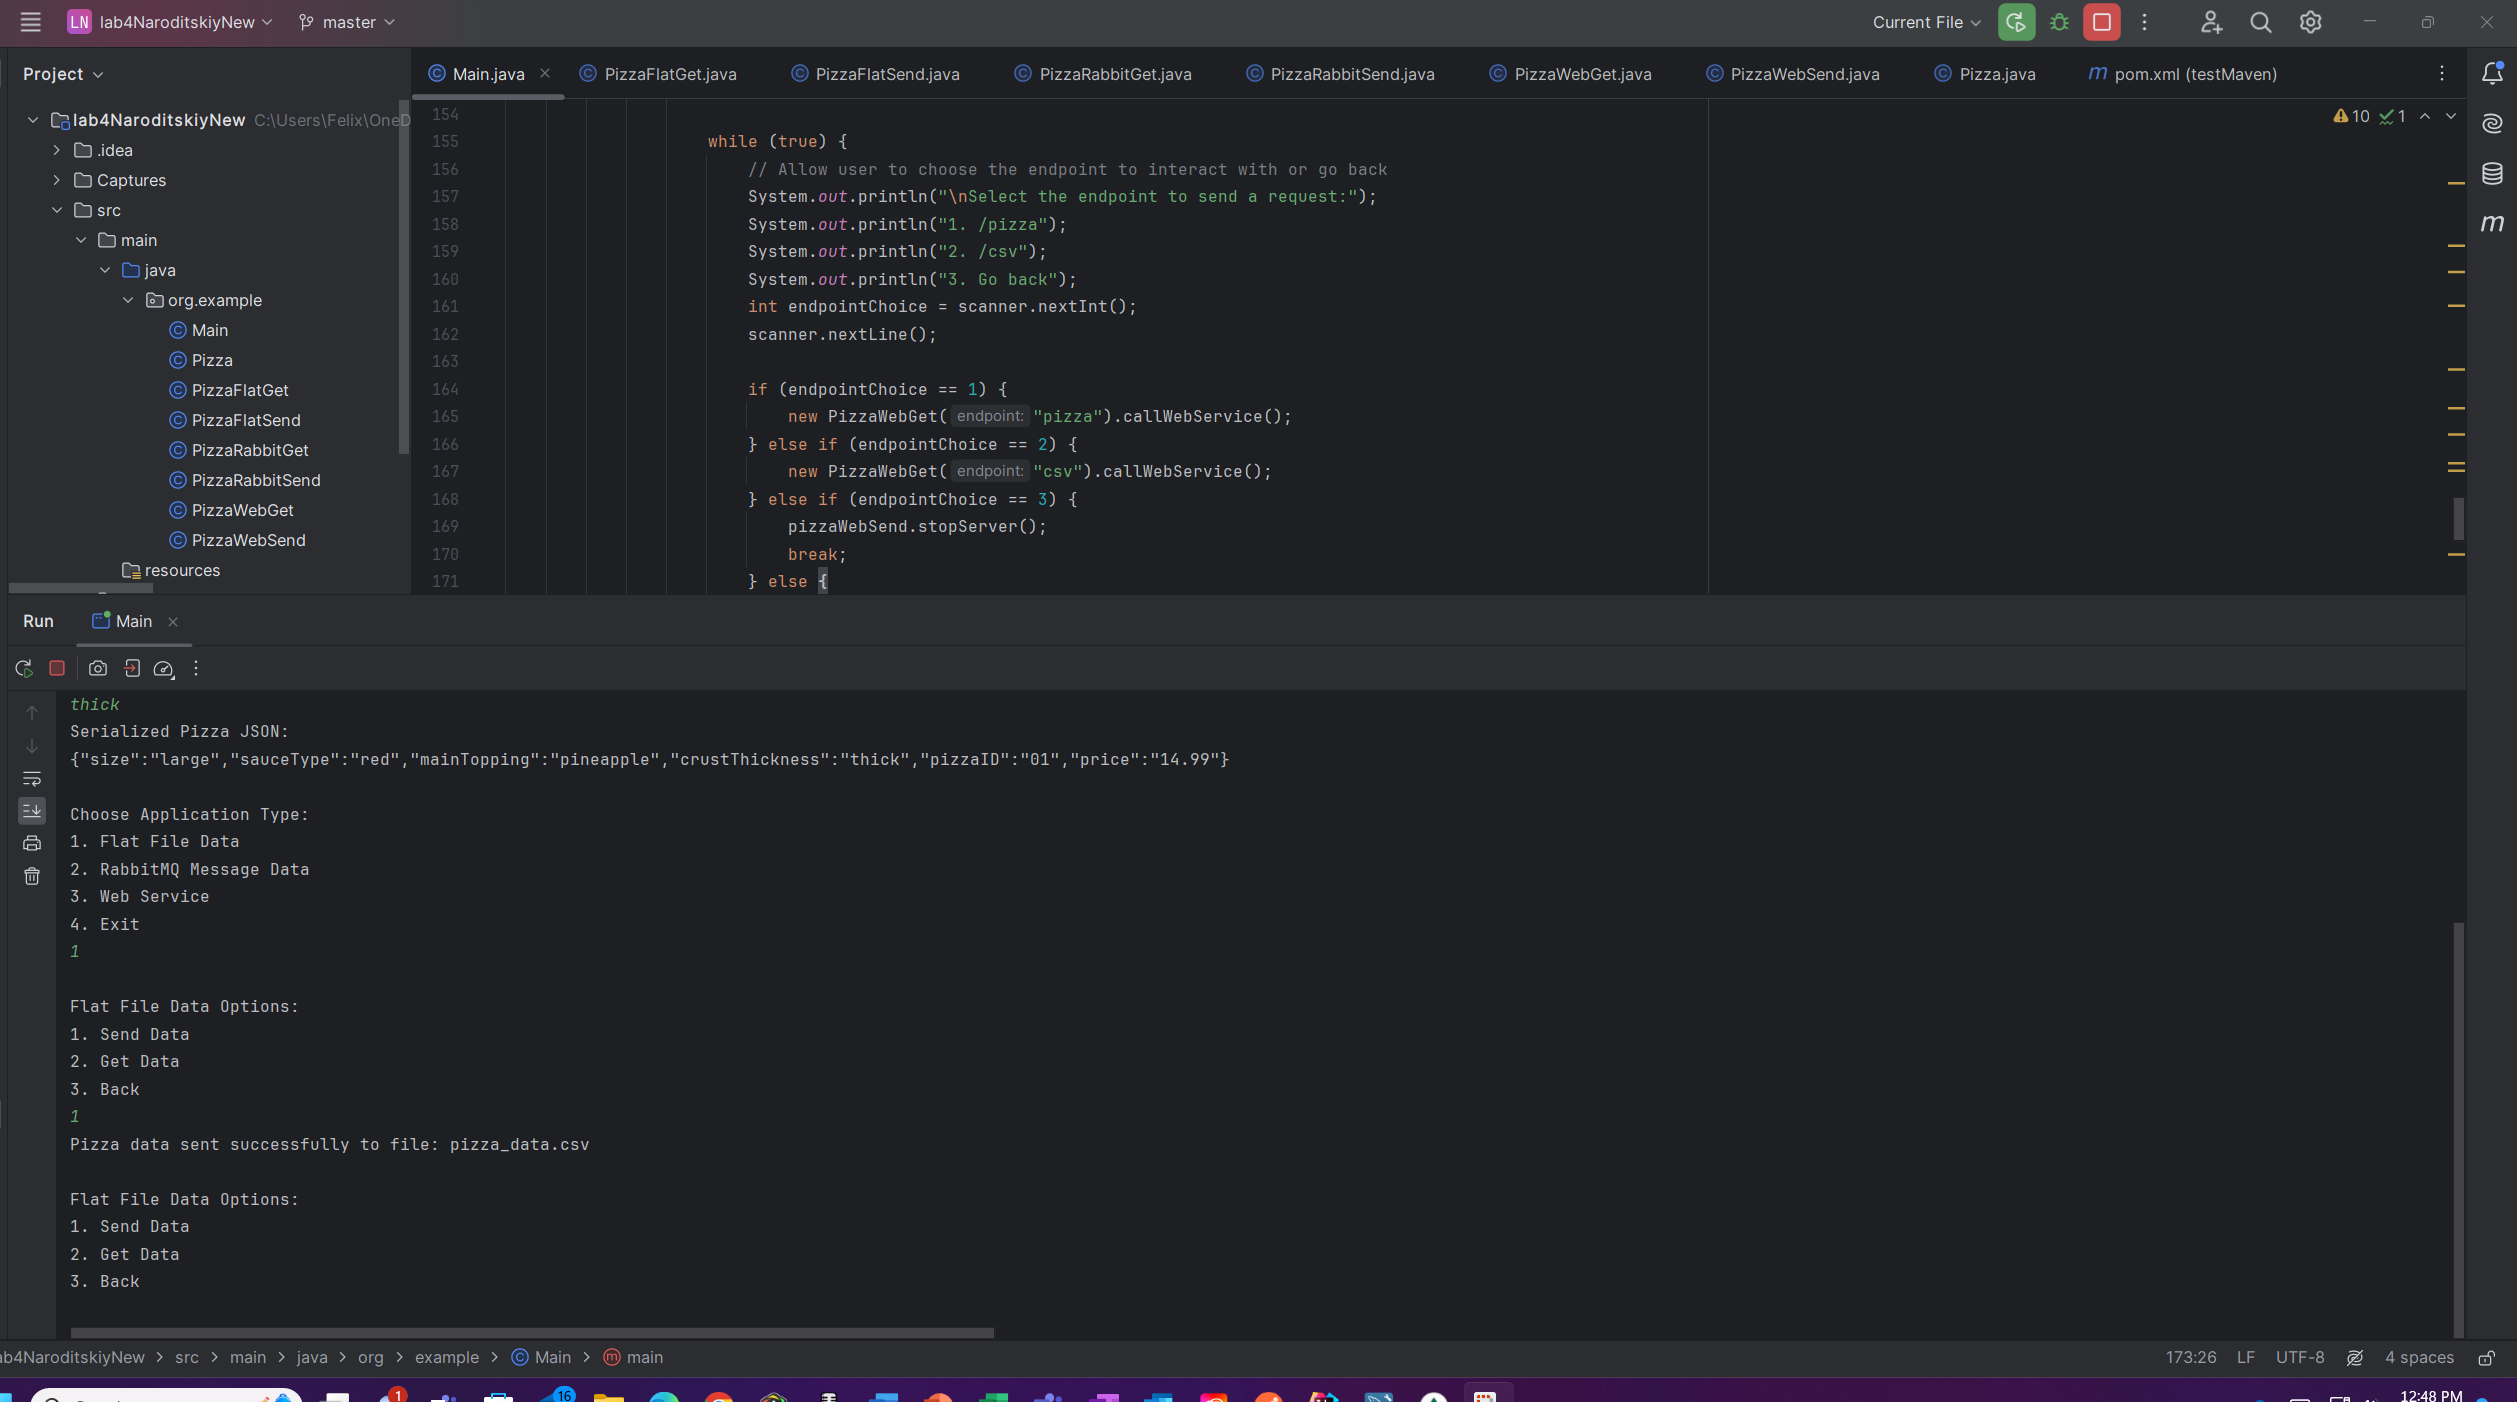 LN lab4NaroditskiyNew master Current File
Project
Main.java PizzaFlatGet.java PizzaFlatSend.java PizzaRabbitGet.java PizzaRabbitSend.java PizzaWebGet.java PizzaWebSend.java Pizza.java m pom.xml (testMaven)
lab4NaroditskiyNew C:\Users\Felix\OneD
.idea
Captures
src
main
java
org.example
Main
Pizza
PizzaFlatGet
PizzaFlatSend
PizzaRabbitGet
PizzaRabbitSend
PizzaWebGet
PizzaWebSend
resources
10 1
154
155 while (true) {
156 // Allow user to choose the endpoint to interact with or go back
157 System.out.println("\nSelect the endpoint to send a request:");
158 System.out.println("1. /pizza");
159 System.out.println("2. /csv");
160 System.out.println("3. Go back");
161 int endpointChoice = scanner.nextInt();
162 scanner.nextLine();
163
164 if (endpointChoice == 1) {
165 new PizzaWebGet( endpoint: "pizza").callWebService();
166 } else if (endpointChoice == 2) {
167 new PizzaWebGet( endpoint: "csv").callWebService();
168 } else if (endpointChoice == 3) {
169 pizzaWebSend.stopServer();
170 break;
171 } else {
Run Main
thick
Serialized Pizza JSON:
{"size":"large","sauceType":"red","mainTopping":"pineapple","crustThickness":"thick","pizzaID":"01","price":"14.99"}
Choose Application Type:
1. Flat File Data
2. RabbitMQ Message Data
3. Web Service
4. Exit
1
Flat File Data Options:
1. Send Data
2. Get Data
3. Back
1
Pizza data sent successfully to file: pizza_data.csv
Flat File Data Options:
1. Send Data
2. Get Data
3. Back
ab4NaroditskiyNew > src > main > java > org > example > Main > main 173:26 LF UTF-8 4 spaces
1 16 12:48 PM